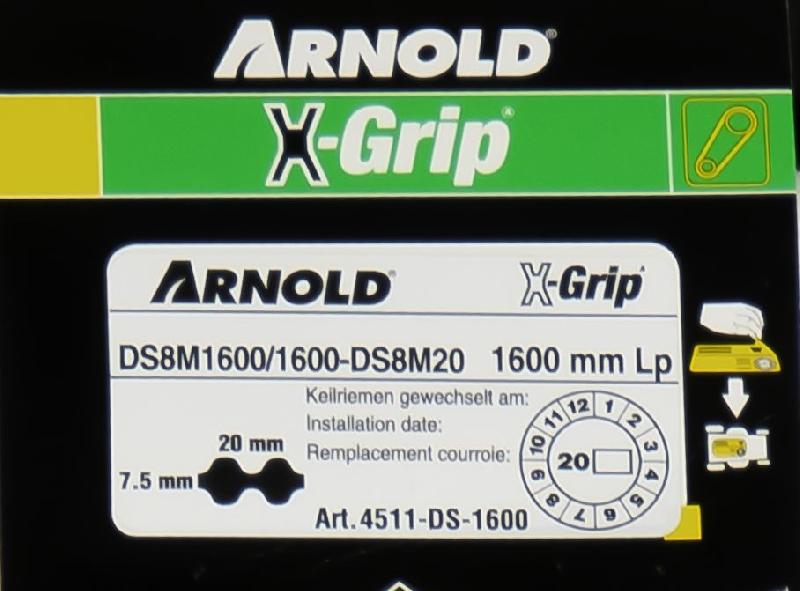 ARNOLD®
X-Grip®
ARNOLD® X-Grip
DS8M1600/1600-DS8M20 1600 mm Lp
Keilriemen gewechselt am:
Installation date:
Remplacement courroie:
1 2 3 4 5 6 7 8 9 10 11 12
20
20 mm
7.5 mm
Art. 4511-DS-1600